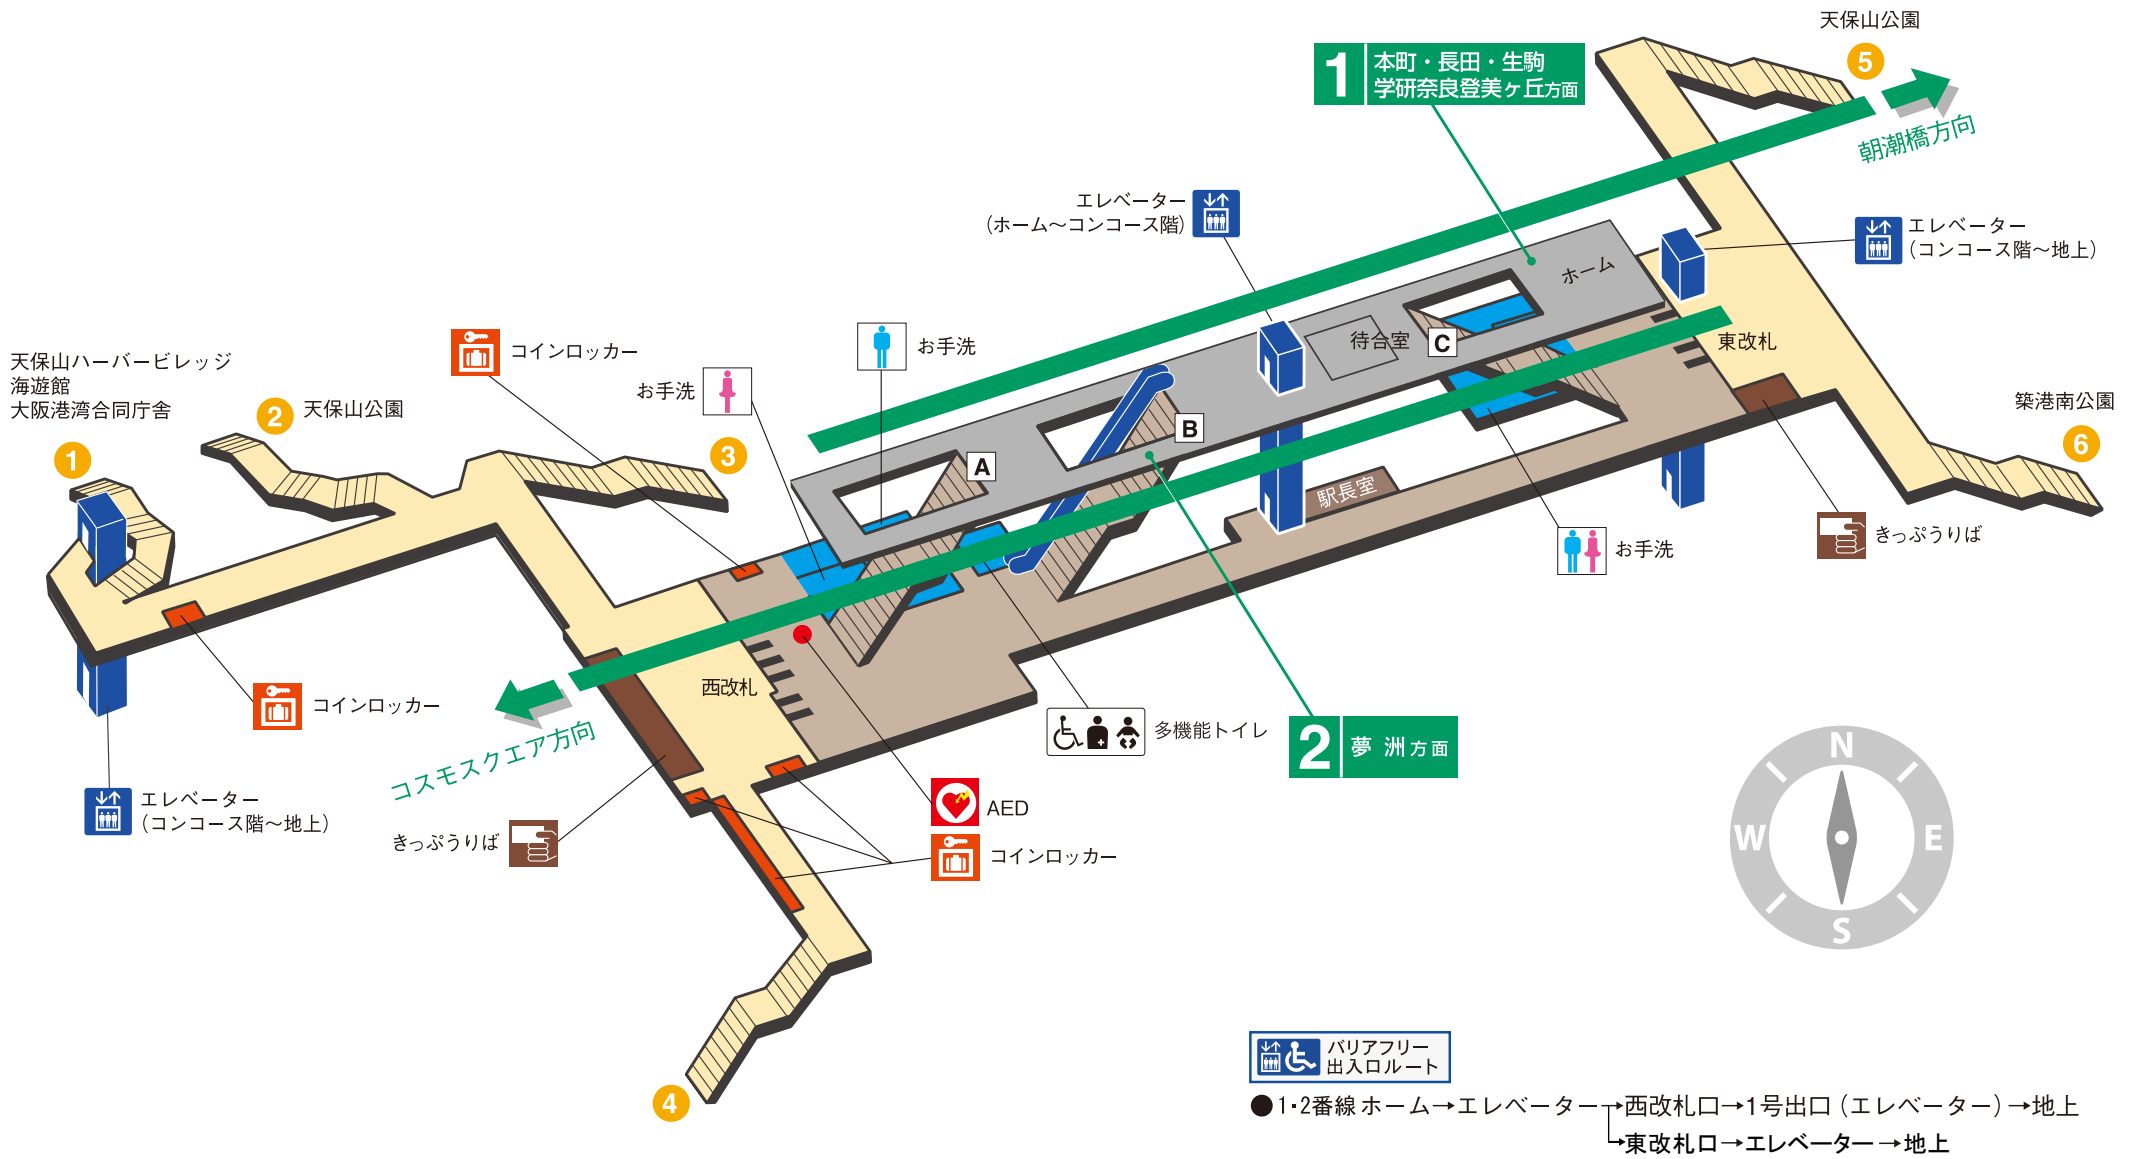 天保山公園
5
1
本町・長田・生駒
学研奈良登美ヶ丘方面
朝潮橋方向
エレベーター
(ホーム〜コンコース階)
エレベーター
(コンコース階〜地上)
ホーム
待合室
C
東改札
コインロッカー
お手洗
お手洗
天保山ハーバービレッジ
海遊館
大阪港湾合同庁舎
2
天保山公園
1
3
A
B
築港南公園
6
駅長室
お手洗
きっぷうりば
西改札
コインロッカー
コスモスクエア方向
多機能トイレ
2
夢洲方面
エレベーター
(コンコース階〜地上)
きっぷうりば
AED
コインロッカー
N
W
E
S
4
バリアフリー
出入口ルート
●1・2番線 ホーム→エレベーター→西改札口→1号出口(エレベーター)→地上
→東改札口→エレベーター→地上